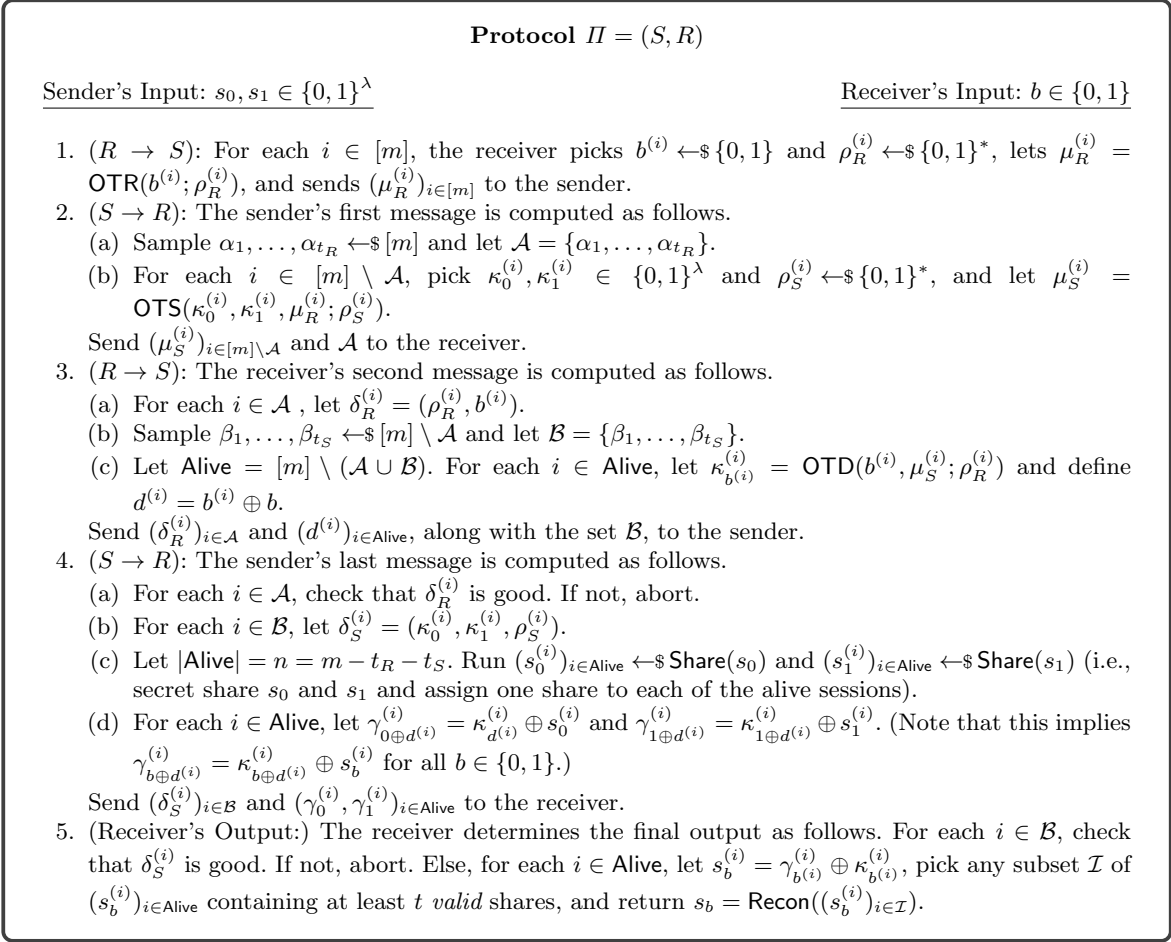 Protocol Π = (S, R)
Sender's Input: s₀, s₁ ∈ {0, 1}^λ Receiver's Input: b ∈ {0, 1}
1. (R → S): For each i ∈ [m], the receiver picks b^(i) ←$ {0, 1} and ρ_R^(i) ←$ {0, 1}*, lets μ_R^(i) =
OTR(b^(i); ρ_R^(i)), and sends (μ_R^(i))_{i∈[m]} to the sender.
2. (S → R): The sender's first message is computed as follows.
(a) Sample α₁, . . . , α_{t_R} ←$ [m] and let 𝒜 = {α₁, . . . , α_{t_R}}.
(b) For each i ∈ [m] \ 𝒜, pick κ_0^(i), κ_1^(i) ∈ {0, 1}^λ and ρ_S^(i) ←$ {0, 1}*, and let μ_S^(i) =
OTS(κ_0^(i), κ_1^(i), μ_R^(i); ρ_S^(i)).
Send (μ_S^(i))_{i∈[m]\𝒜} and 𝒜 to the receiver.
3. (R → S): The receiver's second message is computed as follows.
(a) For each i ∈ 𝒜 , let δ_R^(i) = (ρ_R^(i), b^(i)).
(b) Sample β₁, . . . , β_{t_S} ←$ [m] \ 𝒜 and let ℬ = {β₁, . . . , β_{t_S}}.
(c) Let Alive = [m] \ (𝒜 ∪ ℬ). For each i ∈ Alive, let κ_{b^(i)}^(i) = OTD(b^(i), μ_S^(i); ρ_R^(i)) and define
d^(i) = b^(i) ⊕ b.
Send (δ_R^(i))_{i∈𝒜} and (d^(i))_{i∈Alive}, along with the set ℬ, to the sender.
4. (S → R): The sender's last message is computed as follows.
(a) For each i ∈ 𝒜, check that δ_R^(i) is good. If not, abort.
(b) For each i ∈ ℬ, let δ_S^(i) = (κ_0^(i), κ_1^(i), ρ_S^(i)).
(c) Let |Alive| = n = m − t_R − t_S. Run (s_0^(i))_{i∈Alive} ←$ Share(s₀) and (s_1^(i))_{i∈Alive} ←$ Share(s₁) (i.e.,
secret share s₀ and s₁ and assign one share to each of the alive sessions).
(d) For each i ∈ Alive, let γ_{0⊕d^(i)}^(i) = κ_{d^(i)}^(i) ⊕ s_0^(i) and γ_{1⊕d^(i)}^(i) = κ_{1⊕d^(i)}^(i) ⊕ s_1^(i). (Note that this implies
γ_{b⊕d^(i)}^(i) = κ_{b⊕d^(i)}^(i) ⊕ s_b^(i) for all b ∈ {0, 1}.)
Send (δ_S^(i))_{i∈ℬ} and (γ_0^(i), γ_1^(i))_{i∈Alive} to the receiver.
5. (Receiver's Output:) The receiver determines the final output as follows. For each i ∈ ℬ, check
that δ_S^(i) is good. If not, abort. Else, for each i ∈ Alive, let s_b^(i) = γ_{b^(i)}^(i) ⊕ κ_{b^(i)}^(i), pick any subset ℐ of
(s_b^(i))_{i∈Alive} containing at least t valid shares, and return s_b = Recon((s_b^(i))_{i∈ℐ}).